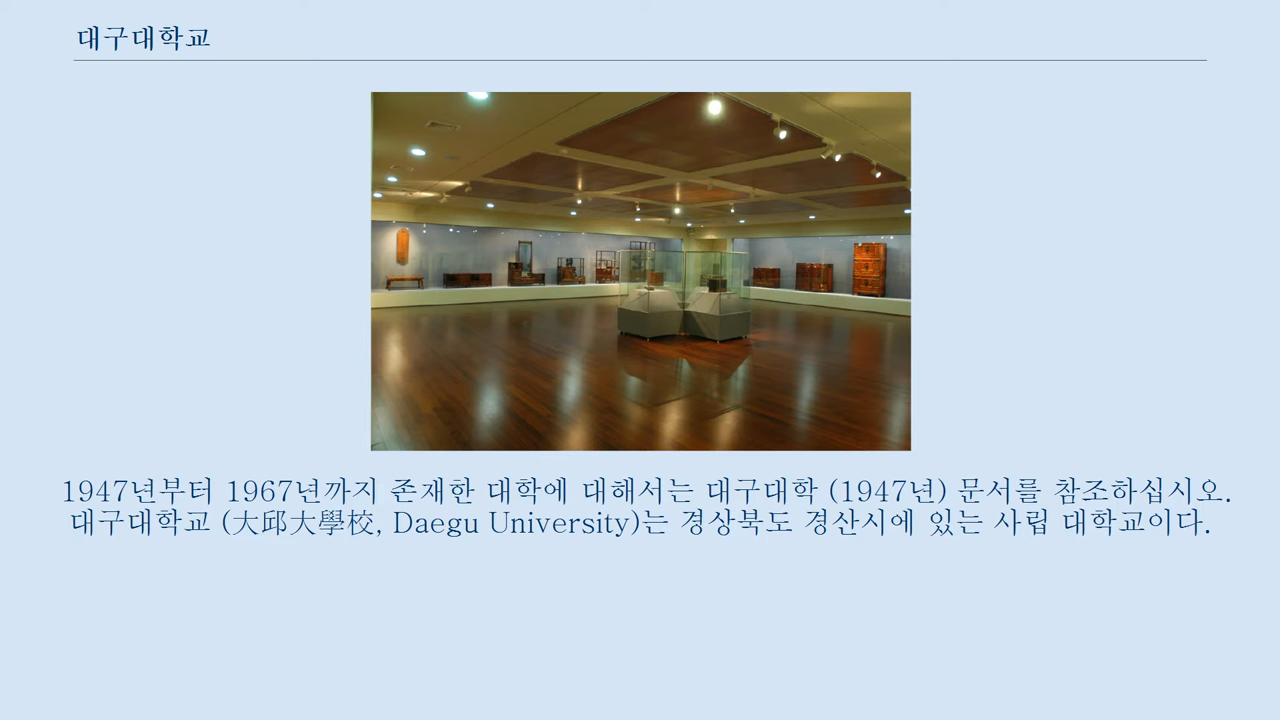 대구대학교
1947년부터 1967년까지 존재한 대학에 대해서는 대구대학 (1947년) 문서를 참조하십시오.
대구대학교 (大邱大學校, Daegu University)는 경상북도 경산시에 있는 사립 대학교이다.